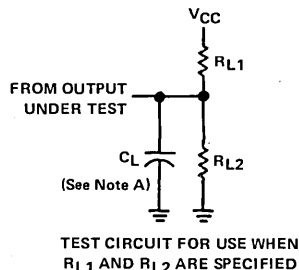 VCC
RL1
FROM OUTPUT
UNDER TEST
CL
RL2
(See Note A)
TEST CIRCUIT FOR USE WHEN
RL1 AND RL2 ARE SPECIFIED